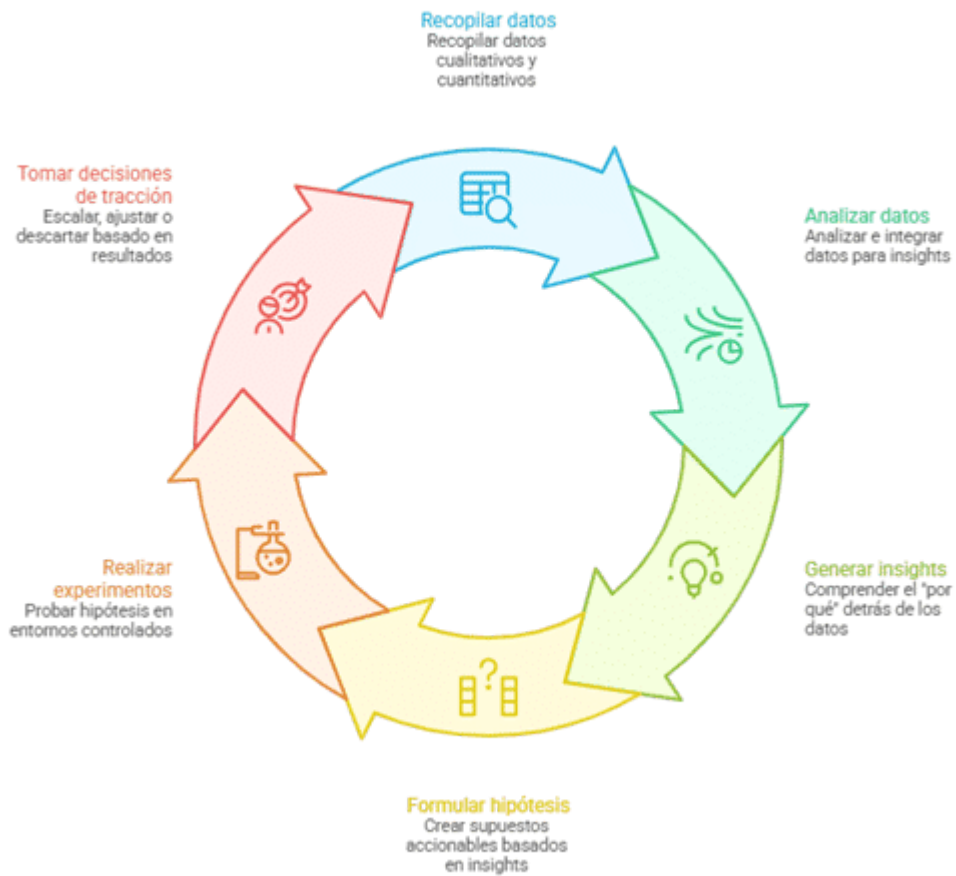 Recopilar datos
Recopilar datos
cualitativos y
cuantitativos
Analizar datos
Analizar e integrar
datos para insights
Generar insights
Comprender el "por
qué" detrás de los
datos
Formular hipótesis
Crear supuestos
accionables basados
en insights
Realizar
experimentos
Probar hipótesis en
entornos controlados
Tomar decisiones
de tracción
Escalar, ajustar o
descartar basado en
resultados
?